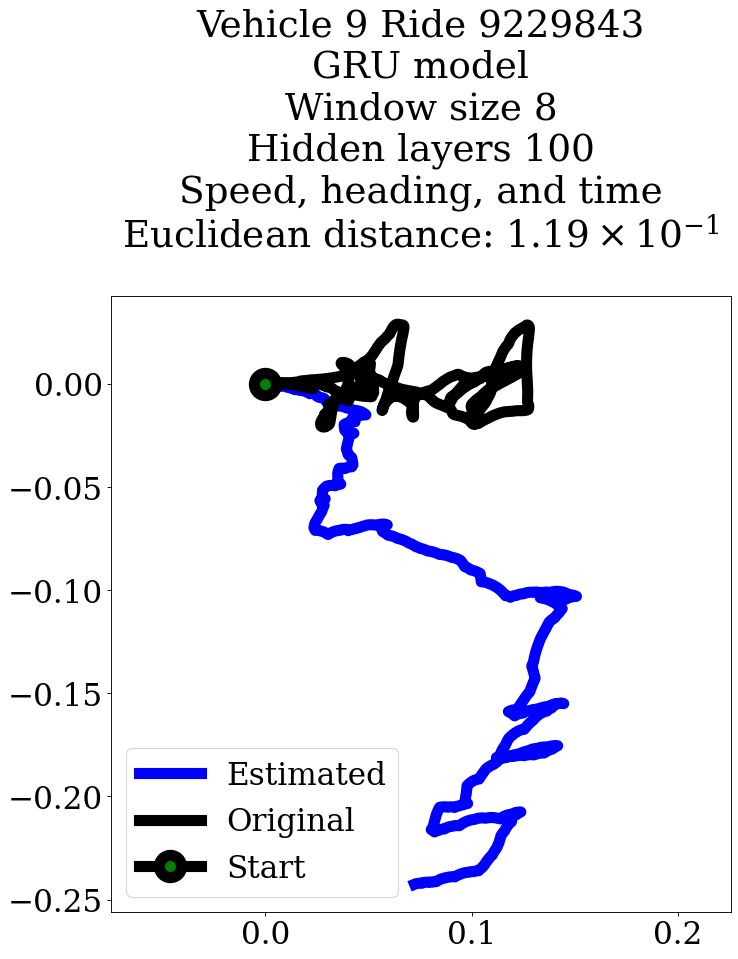 Vehicle 9 Ride 9229843
GRU model
Window size 8
Hidden layers 100
Speed, heading, and time
Euclidean distance: 1.19 × 10⁻¹
0.00
−0.05
−0.10
−0.15
−0.20
−0.25
Estimated
Original
Start
0.0 0.1 0.2